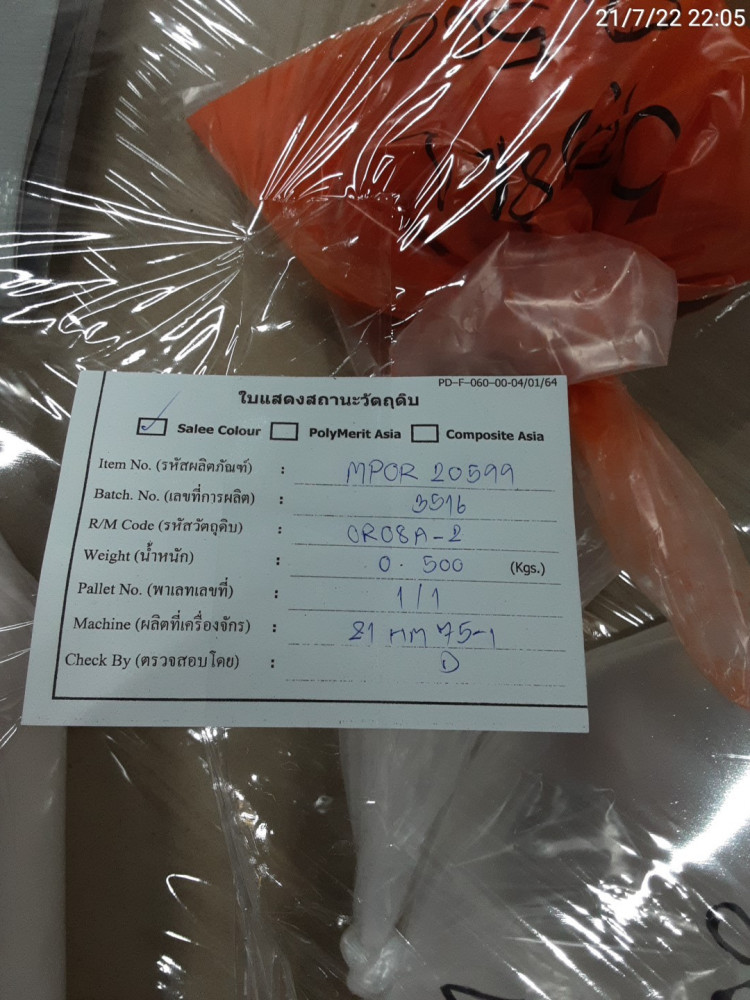 21/7/22 22:05
0.560
PD-F-060-00-04/01/64
ใบแสดงสถานะวัตถุดิบ
Salee Colour PolyMerit Asia Composite Asia
Item No. (รหัสผลิตภัณฑ์) : MPOR 20599
Batch. No. (เลขที่การผลิต) : 3516
R/M Code (รหัสวัตถุดิบ) : OR08A-2
Weight (น้ำหนัก) : 0.500 (Kgs.)
Pallet No. (พาเลทเลขที่) : 1/1
Machine (ผลิตที่เครื่องจักร) :
Check By (ตรวจสอบโดย) : D